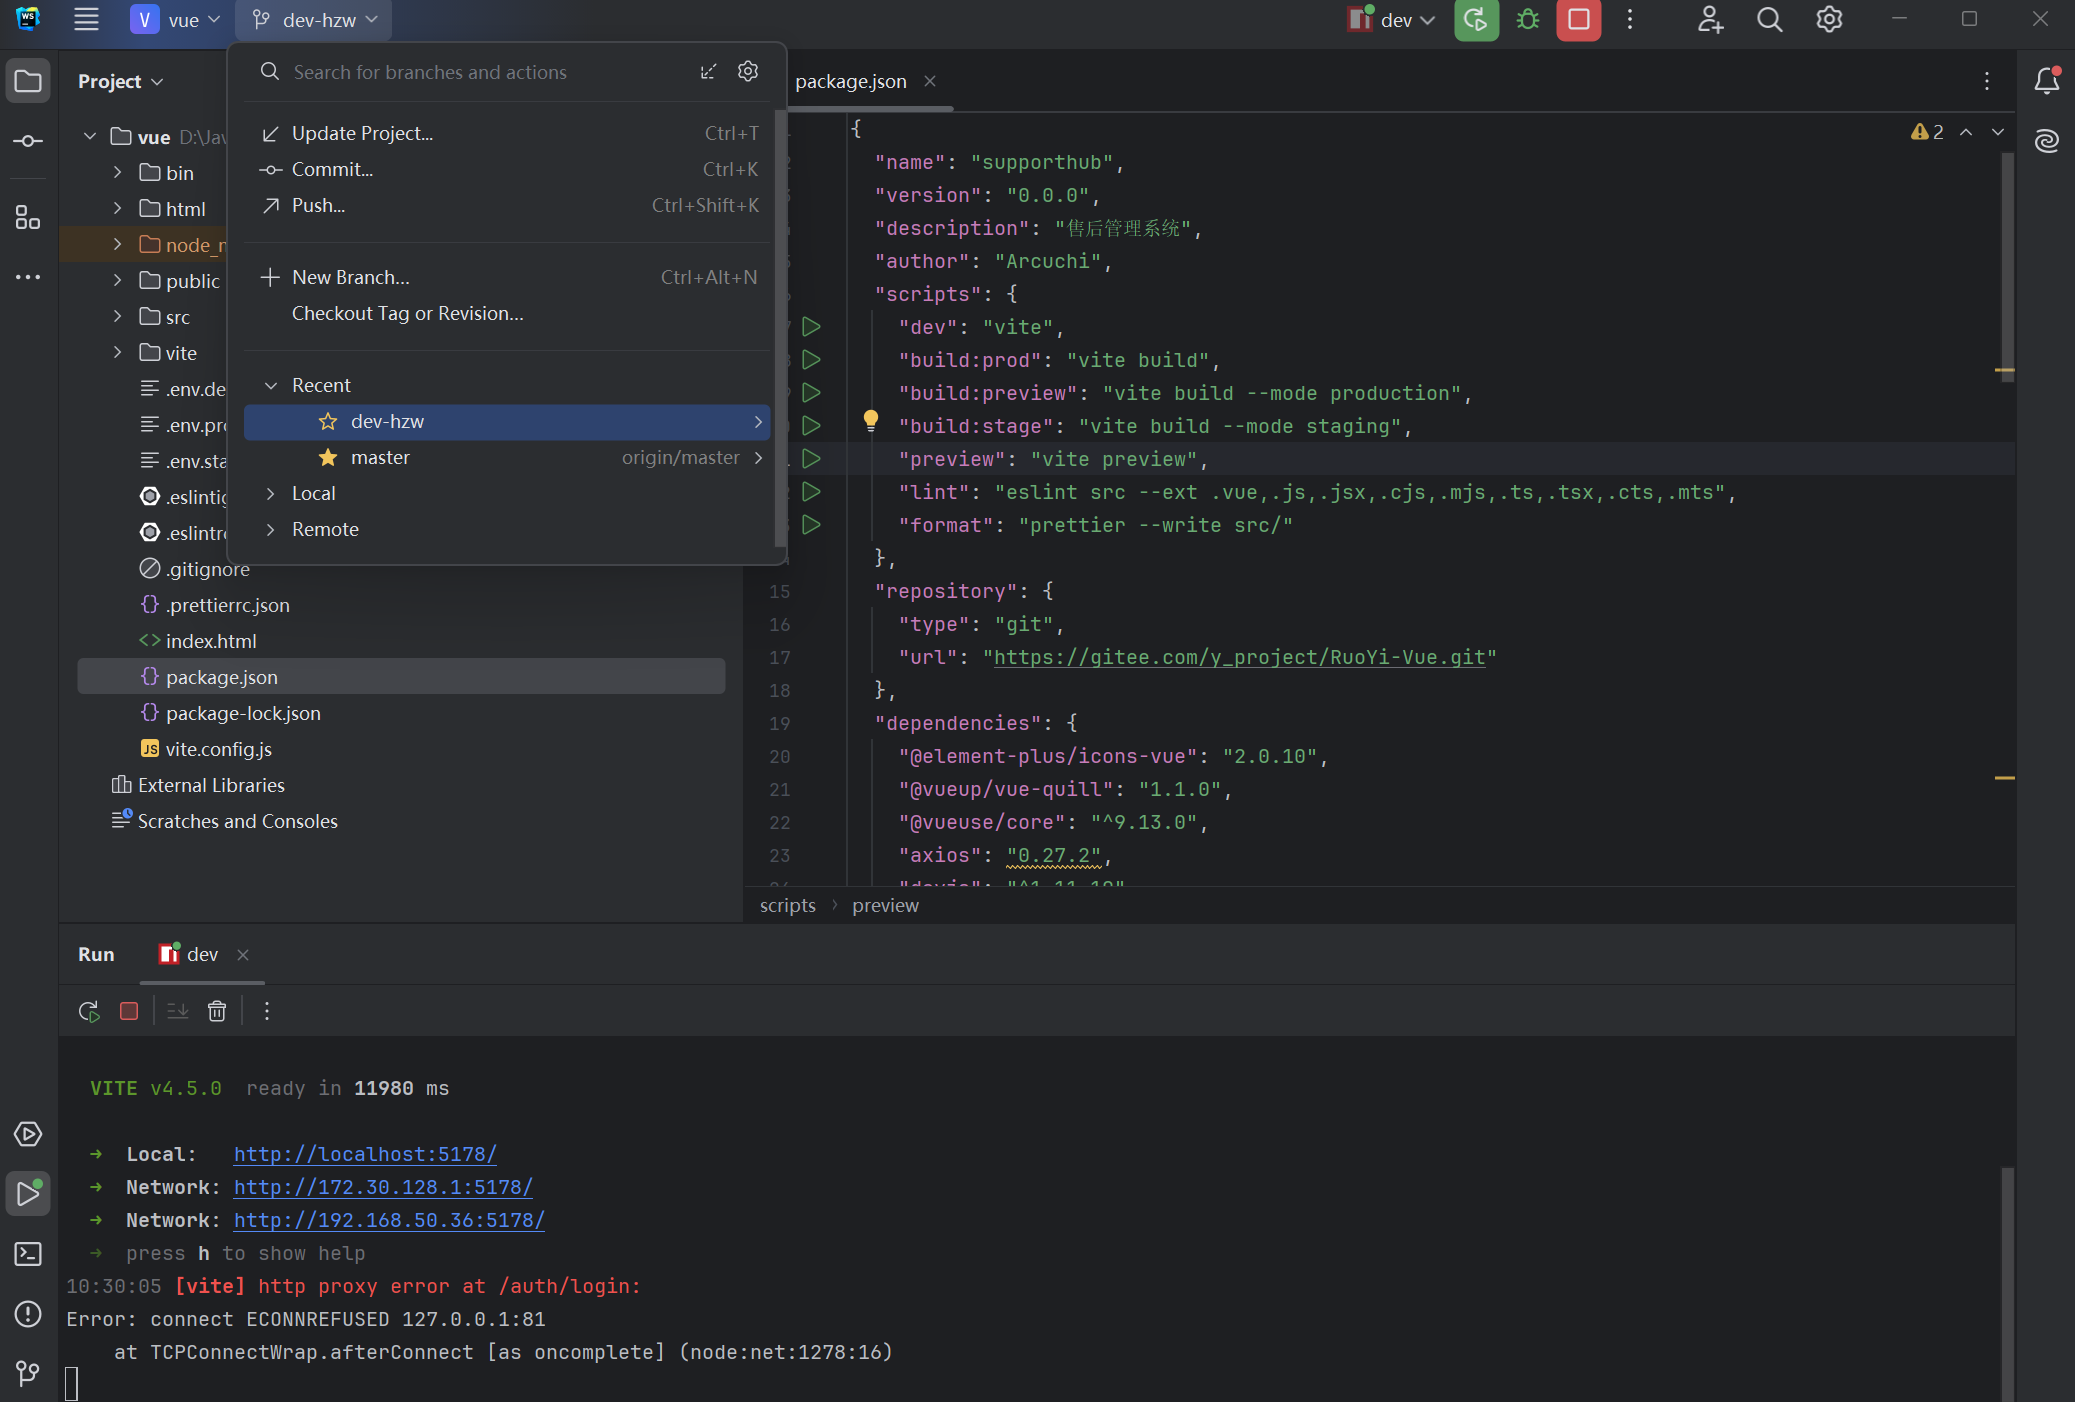 WS
V vue
dev-hzw
dev
Project
Search for branches and actions
package.json
Update Project... Ctrl+T
Commit... Ctrl+K
Push... Ctrl+Shift+K
New Branch... Ctrl+Alt+N
Checkout Tag or Revision...
Recent
dev-hzw
master origin/master
Local
Remote
vue
bin
html
public
src
vite
.gitignore
.prettierrc.json
index.html
package.json
package-lock.json
JS vite.config.js
External Libraries
Scratches and Consoles
2
{
"name": "supporthub",
"version": "0.0.0",
"description": "售后管理系统",
"author": "Arcuchi",
"scripts": {
"dev": "vite",
"build:prod": "vite build",
"build:preview": "vite build --mode production",
"build:stage": "vite build --mode staging",
"preview": "vite preview",
"lint": "eslint src --ext .vue,.js,.jsx,.cjs,.mjs,.ts,.tsx,.cts,.mts",
"format": "prettier --write src/"
},
15 "repository": {
16 "type": "git",
17 "url": "https://gitee.com/y_project/RuoYi-Vue.git"
18 },
19 "dependencies": {
20 "@element-plus/icons-vue": "2.0.10",
21 "@vueup/vue-quill": "1.1.0",
22 "@vueuse/core": "^9.13.0",
23 "axios": "0.27.2",
scripts › preview
Run dev
VITE v4.5.0 ready in 11980 ms
➜ Local: http://localhost:5178/
➜ Network: http://172.30.128.1:5178/
➜ Network: http://192.168.50.36:5178/
➜ press h to show help
10:30:05 [vite] http proxy error at /auth/login:
Error: connect ECONNREFUSED 127.0.0.1:81
at TCPConnectWrap.afterConnect [as oncomplete] (node:net:1278:16)